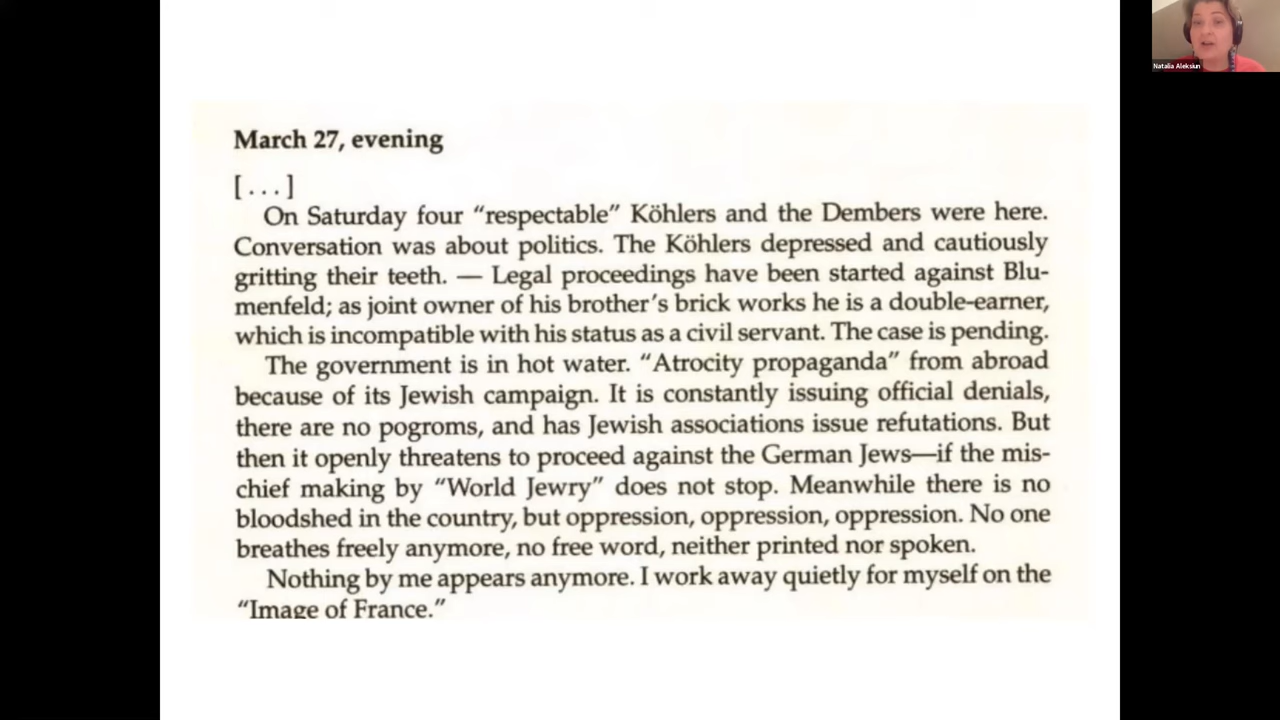 Natalia Aleksiun
March 27, evening
[...]
On Saturday four “respectable” Köhlers and the Dembers were here.
Conversation was about politics. The Köhlers depressed and cautiously
gritting their teeth. — Legal proceedings have been started against Blu-
menfeld; as joint owner of his brother’s brick works he is a double-earner,
which is incompatible with his status as a civil servant. The case is pending.
The government is in hot water. “Atrocity propaganda” from abroad
because of its Jewish campaign. It is constantly issuing official denials,
there are no pogroms, and has Jewish associations issue refutations. But
then it openly threatens to proceed against the German Jews—if the mis-
chief making by “World Jewry” does not stop. Meanwhile there is no
bloodshed in the country, but oppression, oppression, oppression. No one
breathes freely anymore, no free word, neither printed nor spoken.
Nothing by me appears anymore. I work away quietly for myself on the
“Image of France.”